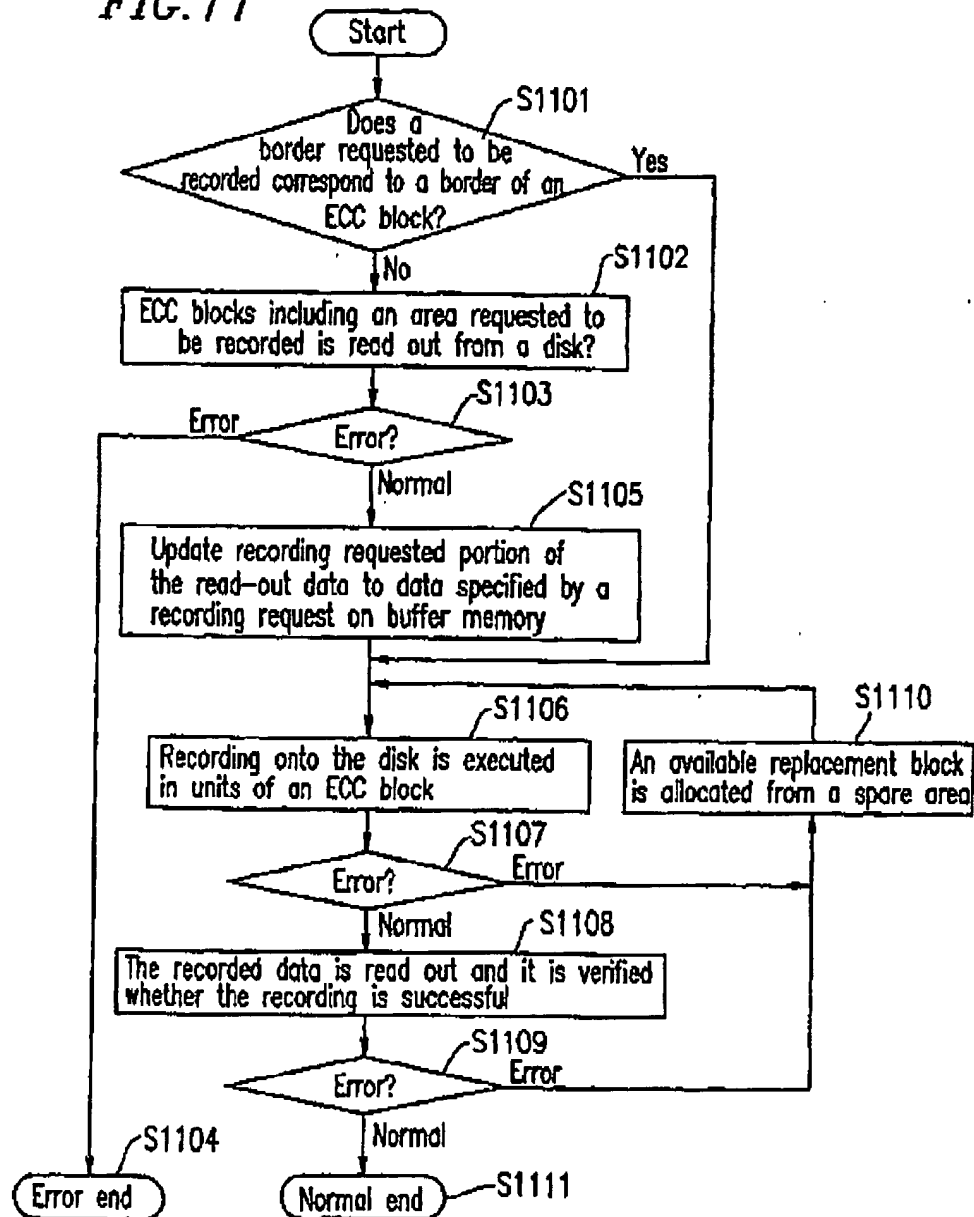 FIG. 11
Start
S1101
Does a
border requested to be
recorded correspond to a border of an
ECC block?
Yes
No
S1102
ECC blocks including an area requested to
be recorded is read out from a disk?
S1103
Error
Error?
Normal
S1105
Update recording requested portion of
the read-out data to data specified by a
recording request on buffer memory
S1110
S1106
Recording onto the disk is executed
in units of an ECC block
An available replacement block
is allocated from a spare area
S1107
Error?
Error
Normal
S1108
The recorded data is read out and it is verified
whether the recording is successful
S1109
Error?
Error
Normal
S1104
Error end
Normal end
S1111